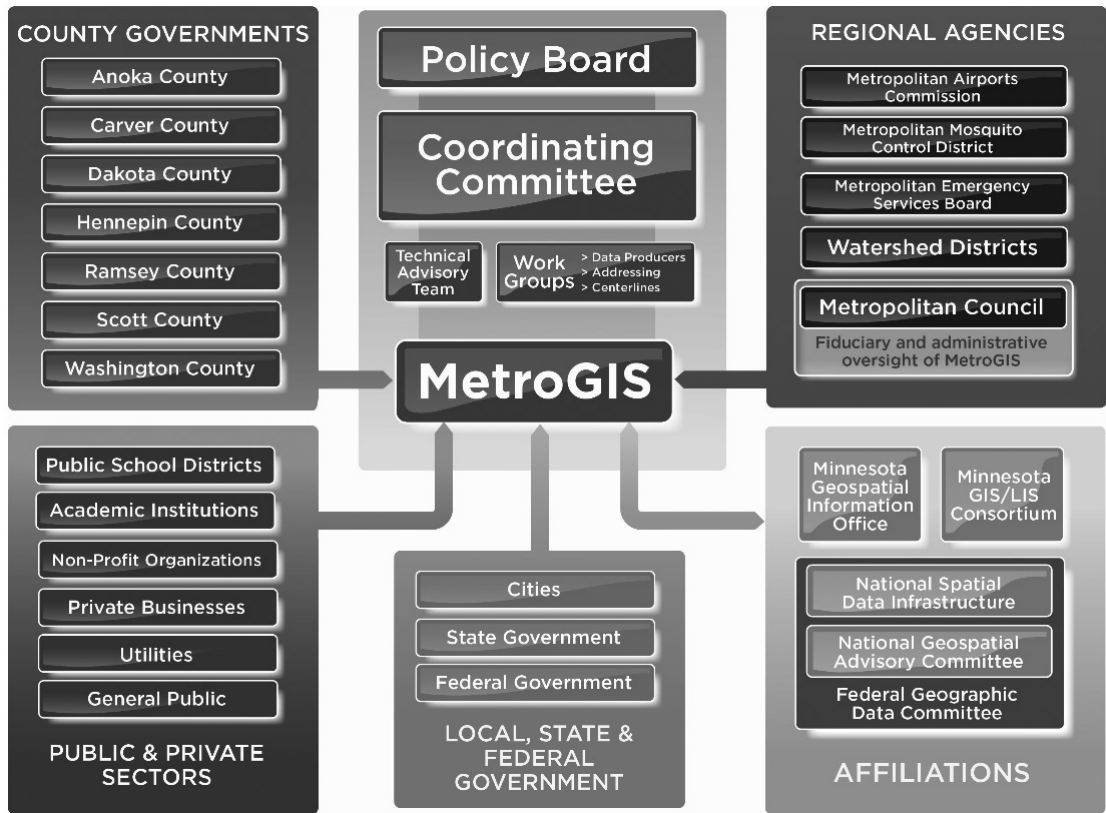 COUNTY GOVERNMENTS
Anoka County
Carver County
Dakota County
Hennepin County
Ramsey County
Scott County
Washington County
Policy Board
Coordinating
Committee
Technical
Advisory
Team
Work
Groups
> Data Producers
> Addressing
> Centerlines
MetroGIS
REGIONAL AGENCIES
Metropolitan Airports
Commission
Metropolitan Mosquito
Control District
Metropolitan Emergency
Services Board
Watershed Districts
Metropolitan Council
Fiduciary and administrative
oversight of MetroGIS
Public School Districts
Academic Institutions
Non-Profit Organizations
Private Businesses
Utilities
General Public
PUBLIC & PRIVATE
SECTORS
Cities
State Government
Federal Government
LOCAL, STATE &
FEDERAL
GOVERNMENT
Minnesota
Geospatial
Information
Office
Minnesota
GIS/LIS
Consortium
National Spatial
Data Infrastructure
National Geospatial
Advisory Committee
Federal Geographic
Data Committee
AFFILIATIONS